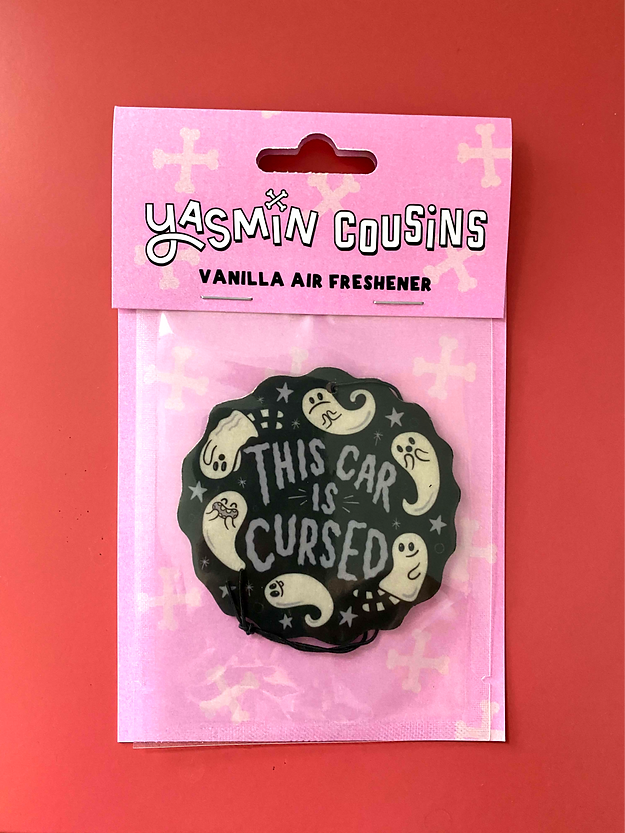 YASMIN COUSINS
VANILLA AIR FRESHENER
THIS CAR
IS
CURSED